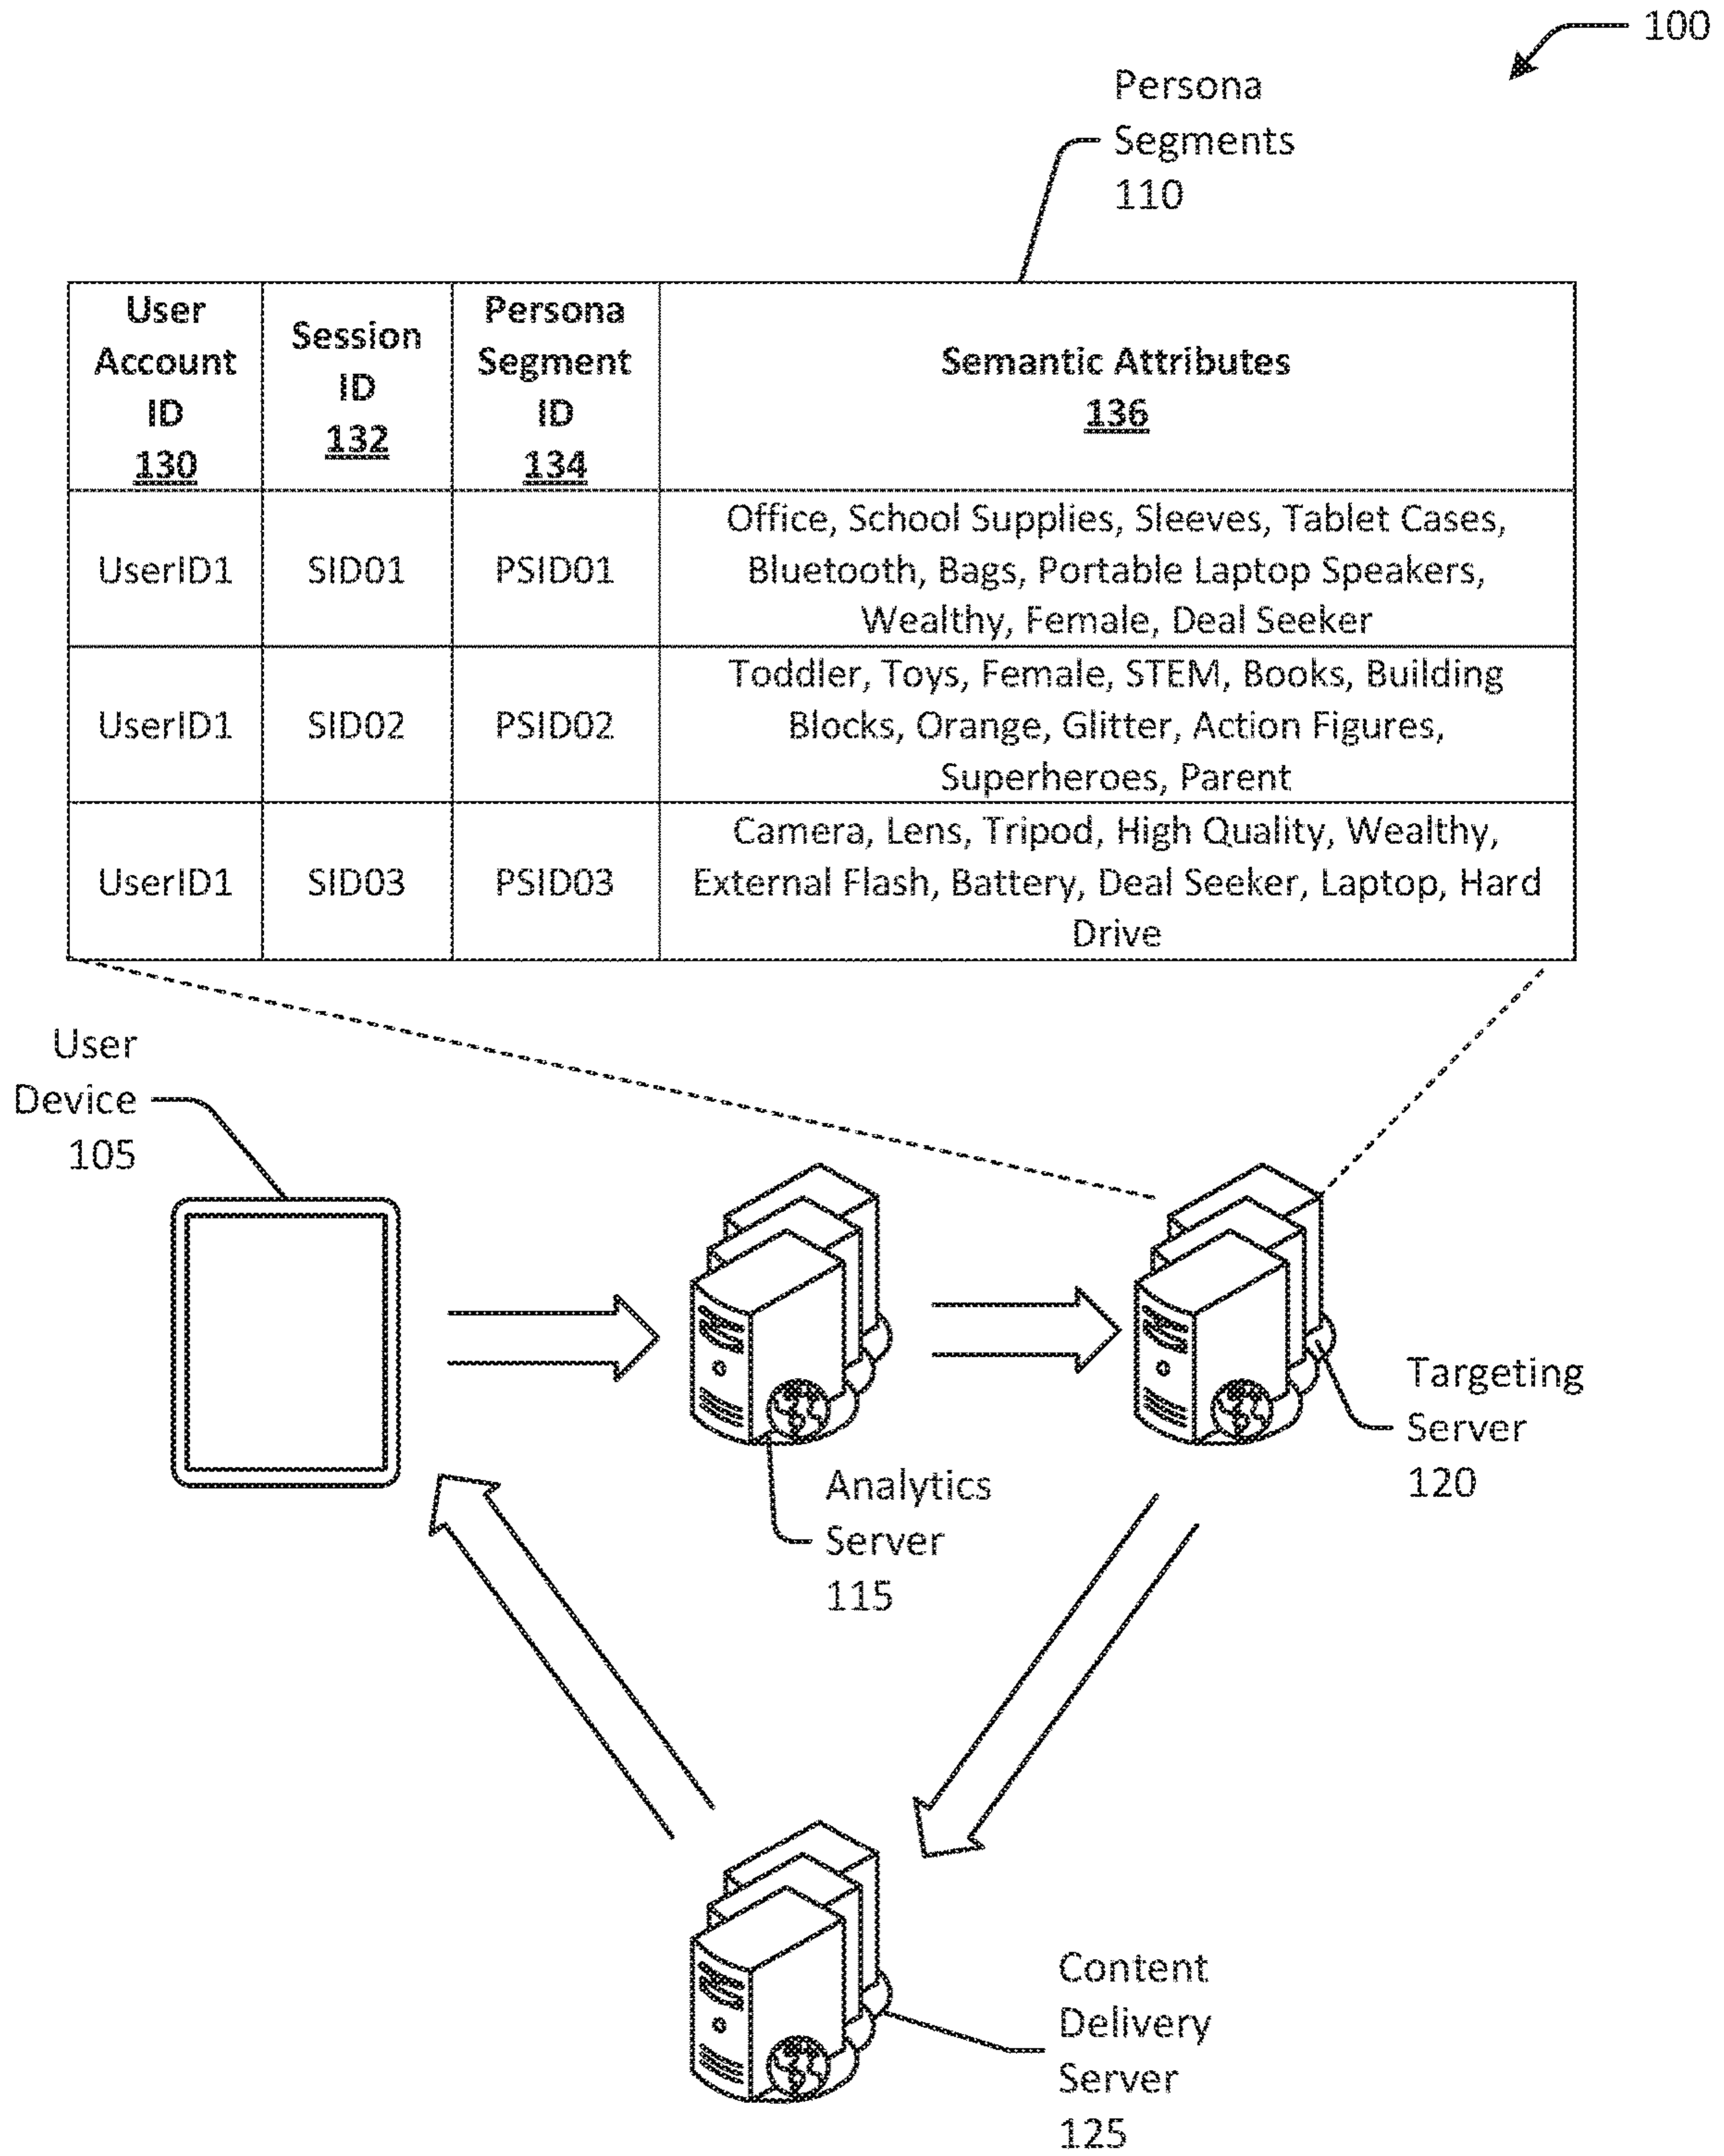 100
Persona
Segments
110
User
Account
ID
130
Session
ID
132
Persona
Segment
ID
134
Semantic Attributes
136
UserID1
SID01
PSID01
Office, School Supplies, Sleeves, Tablet Cases,
Bluetooth, Bags, Portable Laptop Speakers,
Wealthy, Female, Deal Seeker
UserID1
SID02
PSID02
Toddler, Toys, Female, STEM, Books, Building
Blocks, Orange, Glitter, Action Figures,
Superheroes, Parent
UserID1
SID03
PSID03
Camera, Lens, Tripod, High Quality, Wealthy,
External Flash, Battery, Deal Seeker, Laptop, Hard
Drive
User
Device
105
Analytics
Server
115
Targeting
Server
120
Content
Delivery
Server
125